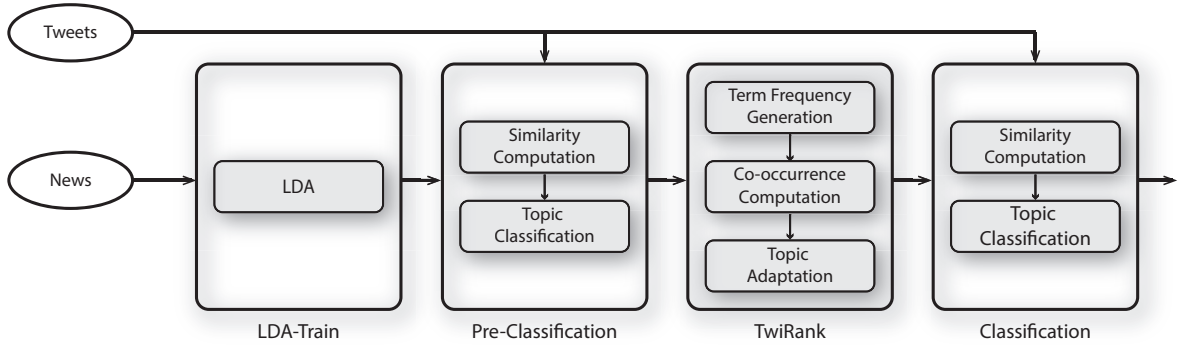 Tweets
News
LDA
LDA-Train
Similarity
Computation
Topic
Classification
Pre-Classification
Term Frequency
Generation
Co-occurrence
Computation
Topic
Adaptation
TwiRank
Similarity
Computation
Topic
Classification
Classification